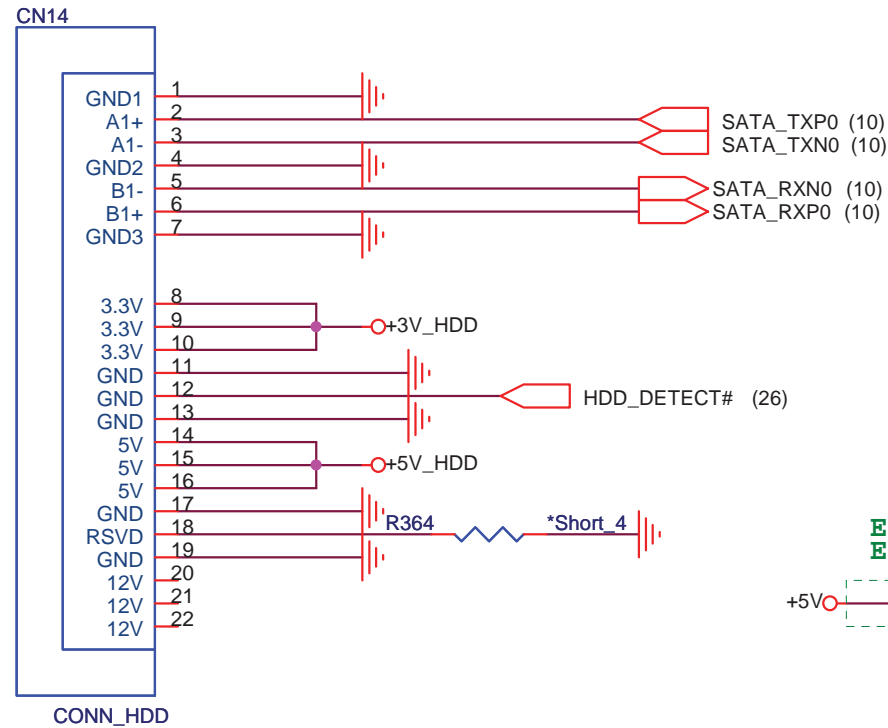 CN14
GND1 1
A1+ 2 SATA_TXP0 (10)
A1- 3 SATA_TXN0 (10)
GND2 4
B1- 5 SATA_RXN0 (10)
B1+ 6 SATA_RXP0 (10)
GND3 7
3.3V 8
3.3V 9 +3V_HDD
3.3V 10
GND 11
GND 12 HDD_DETECT# (26)
GND 13
5V 14
5V 15 +5V_HDD
5V 16
GND 17
RSVD 18 R364 *Short_4
GND 19
12V 20
12V 21
12V 22
E
E
+5V
CONN_HDD